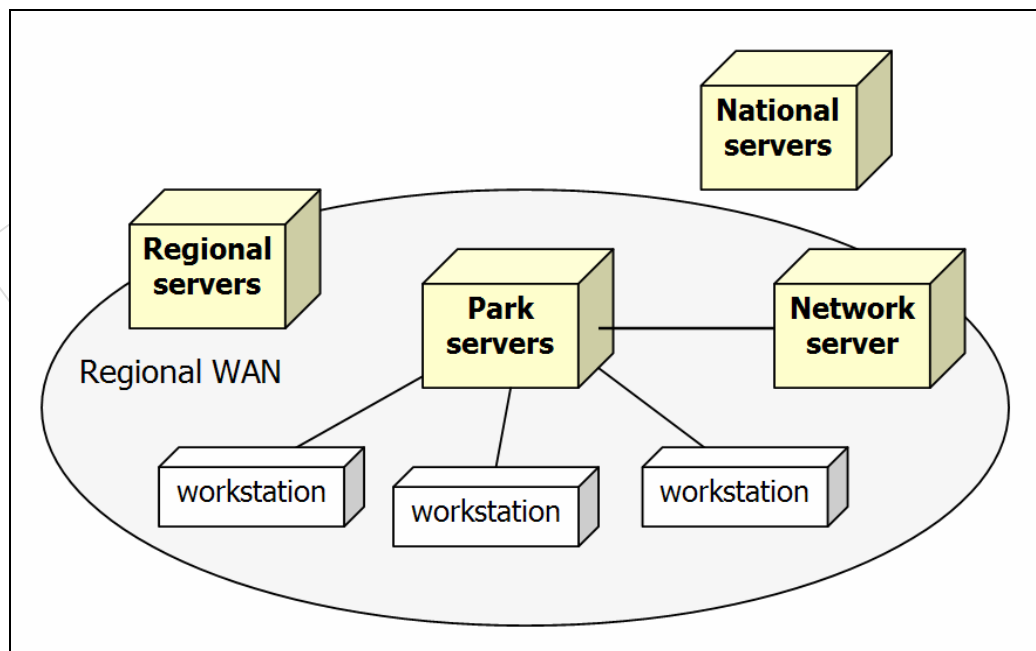 National
servers
Regional
servers
Park
servers
Network
server
Regional WAN
workstation
workstation
workstation